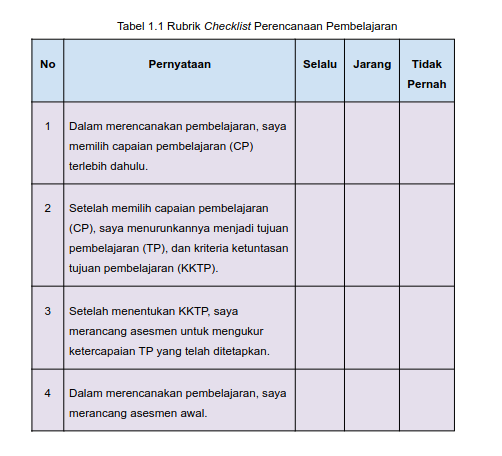 Tabel 1.1 Rubrik Checklist Perencanaan Pembelajaran
No Pernyataan Selalu Jarang Tidak
Pernah
1 Dalam merencanakan pembelajaran, saya
memilih capaian pembelajaran (CP)
terlebih dahulu.
2 Setelah memilih capaian pembelajaran
(CP), saya menurunkannya menjadi tujuan
pembelajaran (TP), dan kriteria ketuntasan
tujuan pembelajaran (KKTP).
3 Setelah menentukan KKTP, saya
merancang asesmen untuk mengukur
ketercapaian TP yang telah ditetapkan.
4 Dalam merencanakan pembelajaran, saya
merancang asesmen awal.